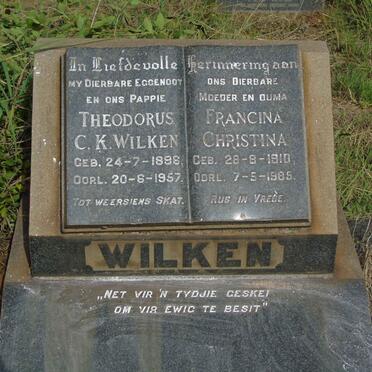 In Liefdevolle Herinnering aan
My Dierbare Eggenoot
en ons Pappie
Theodorus
C. K. Wilken
Geb. 24-7-1898.
Oorl. 20-6-1957.
Tot weersiens Skat.
ons Dierbare
Moeder en Ouma
Francina
Christina
Geb. 28-8-1910.
Oorl. 7-5-1985.
Rus in Vrede.
WILKEN
„Net vir 'n tydjie geskei
om vir ewig te besit"